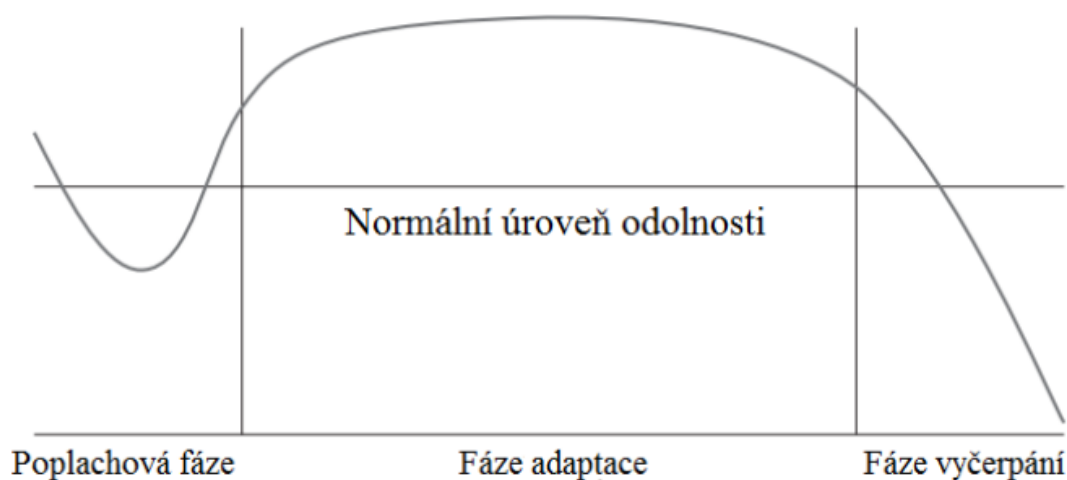 Normální úroveň odolnosti
Poplachová fáze
Fáze adaptace
Fáze vyčerpání